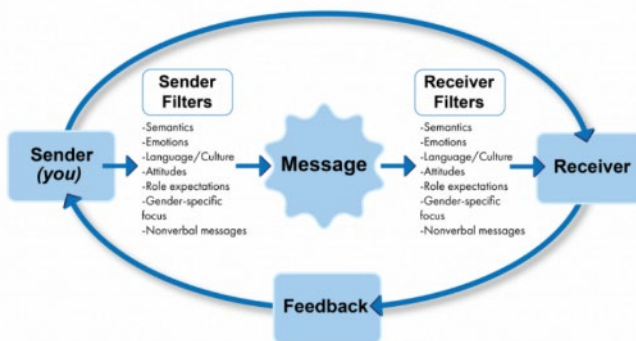 Sender
Filters
-Semantics
-Emotions
-Language/Culture
-Attitudes
-Role expectations
-Gender-specific
focus
-Nonverbal messages
Sender
(you)
Message
Receiver
Filters
-Semantics
-Emotions
-Language/Culture
-Attitudes
-Role expectations
-Gender-specific
focus
-Nonverbal messages
Receiver
Feedback